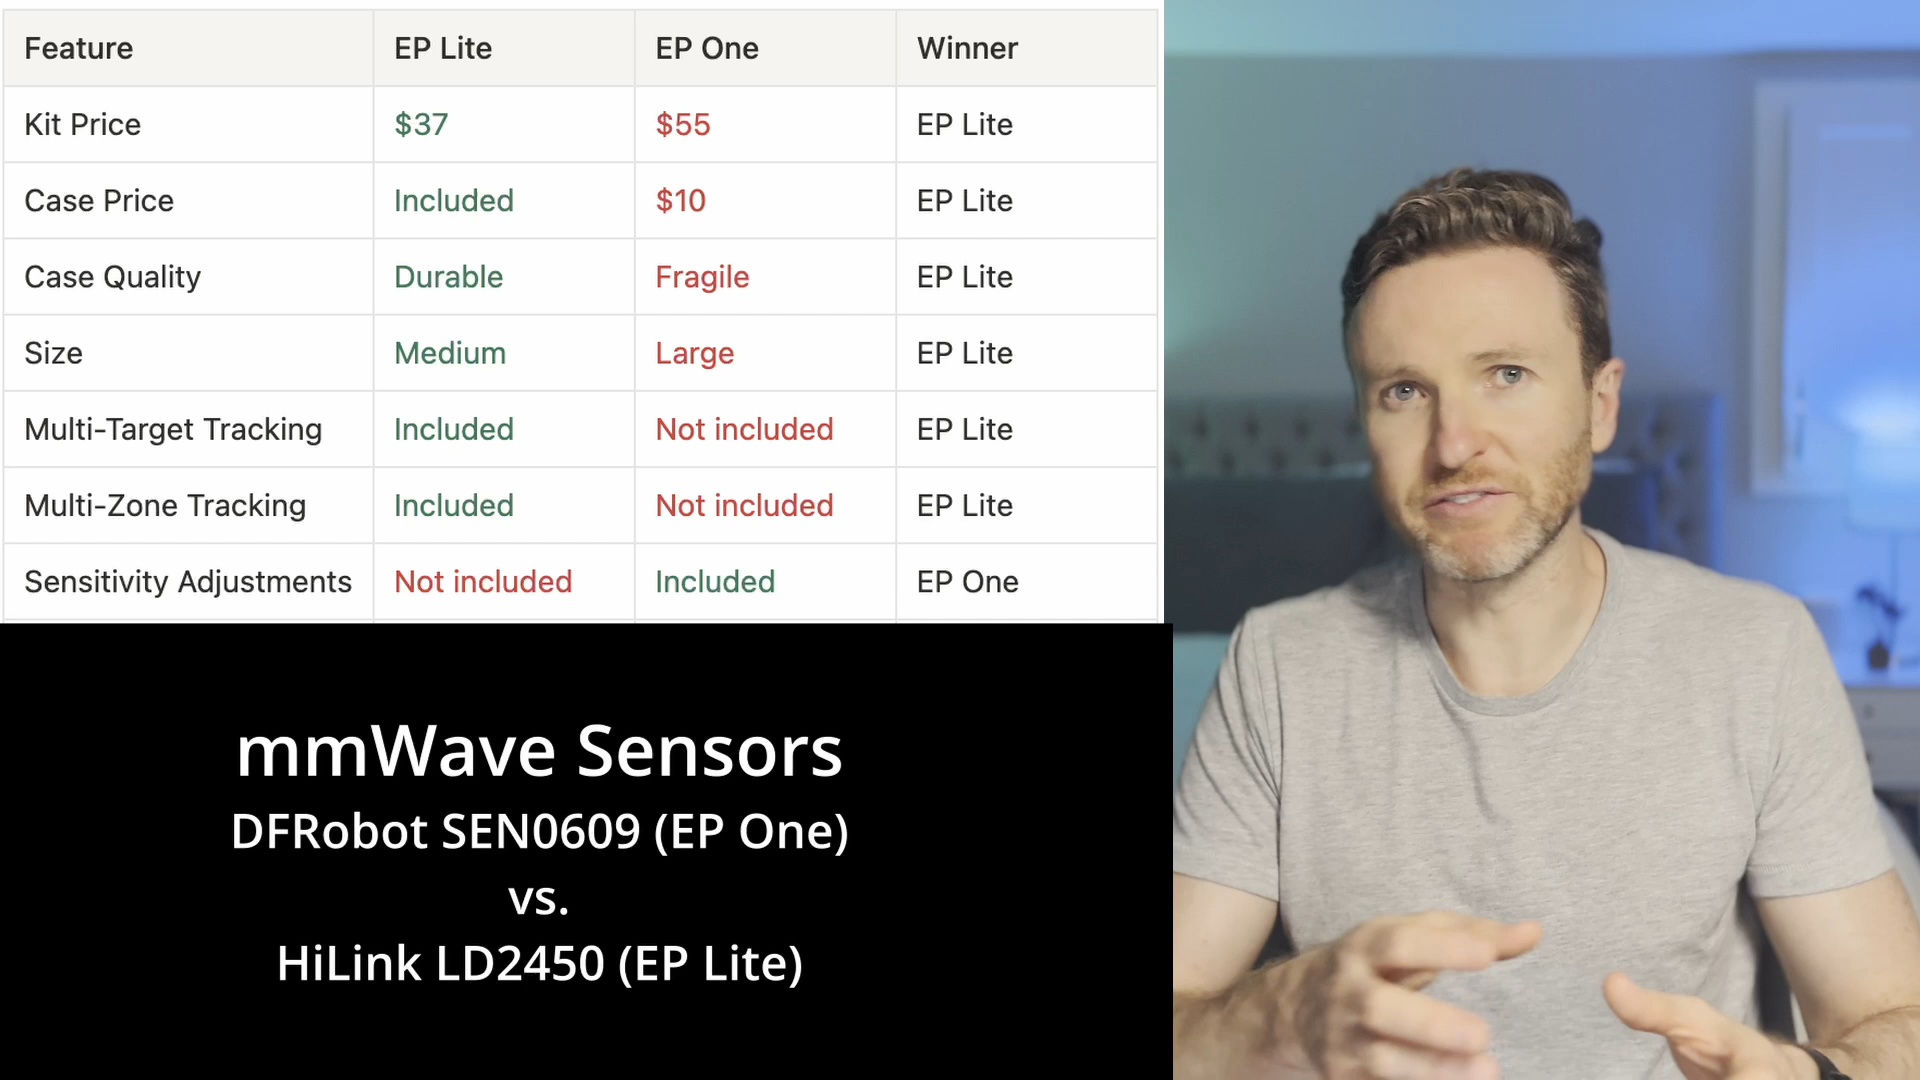 Feature EP Lite EP One Winner
Kit Price $37 $55 EP Lite
Case Price Included $10 EP Lite
Case Quality Durable Fragile EP Lite
Size Medium Large EP Lite
Multi-Target Tracking Included Not included EP Lite
Multi-Zone Tracking Included Not included EP Lite
Sensitivity Adjustments Not included Included EP One
mmWave Sensors
DFRobot SEN0609 (EP One)
vs.
HiLink LD2450 (EP Lite)